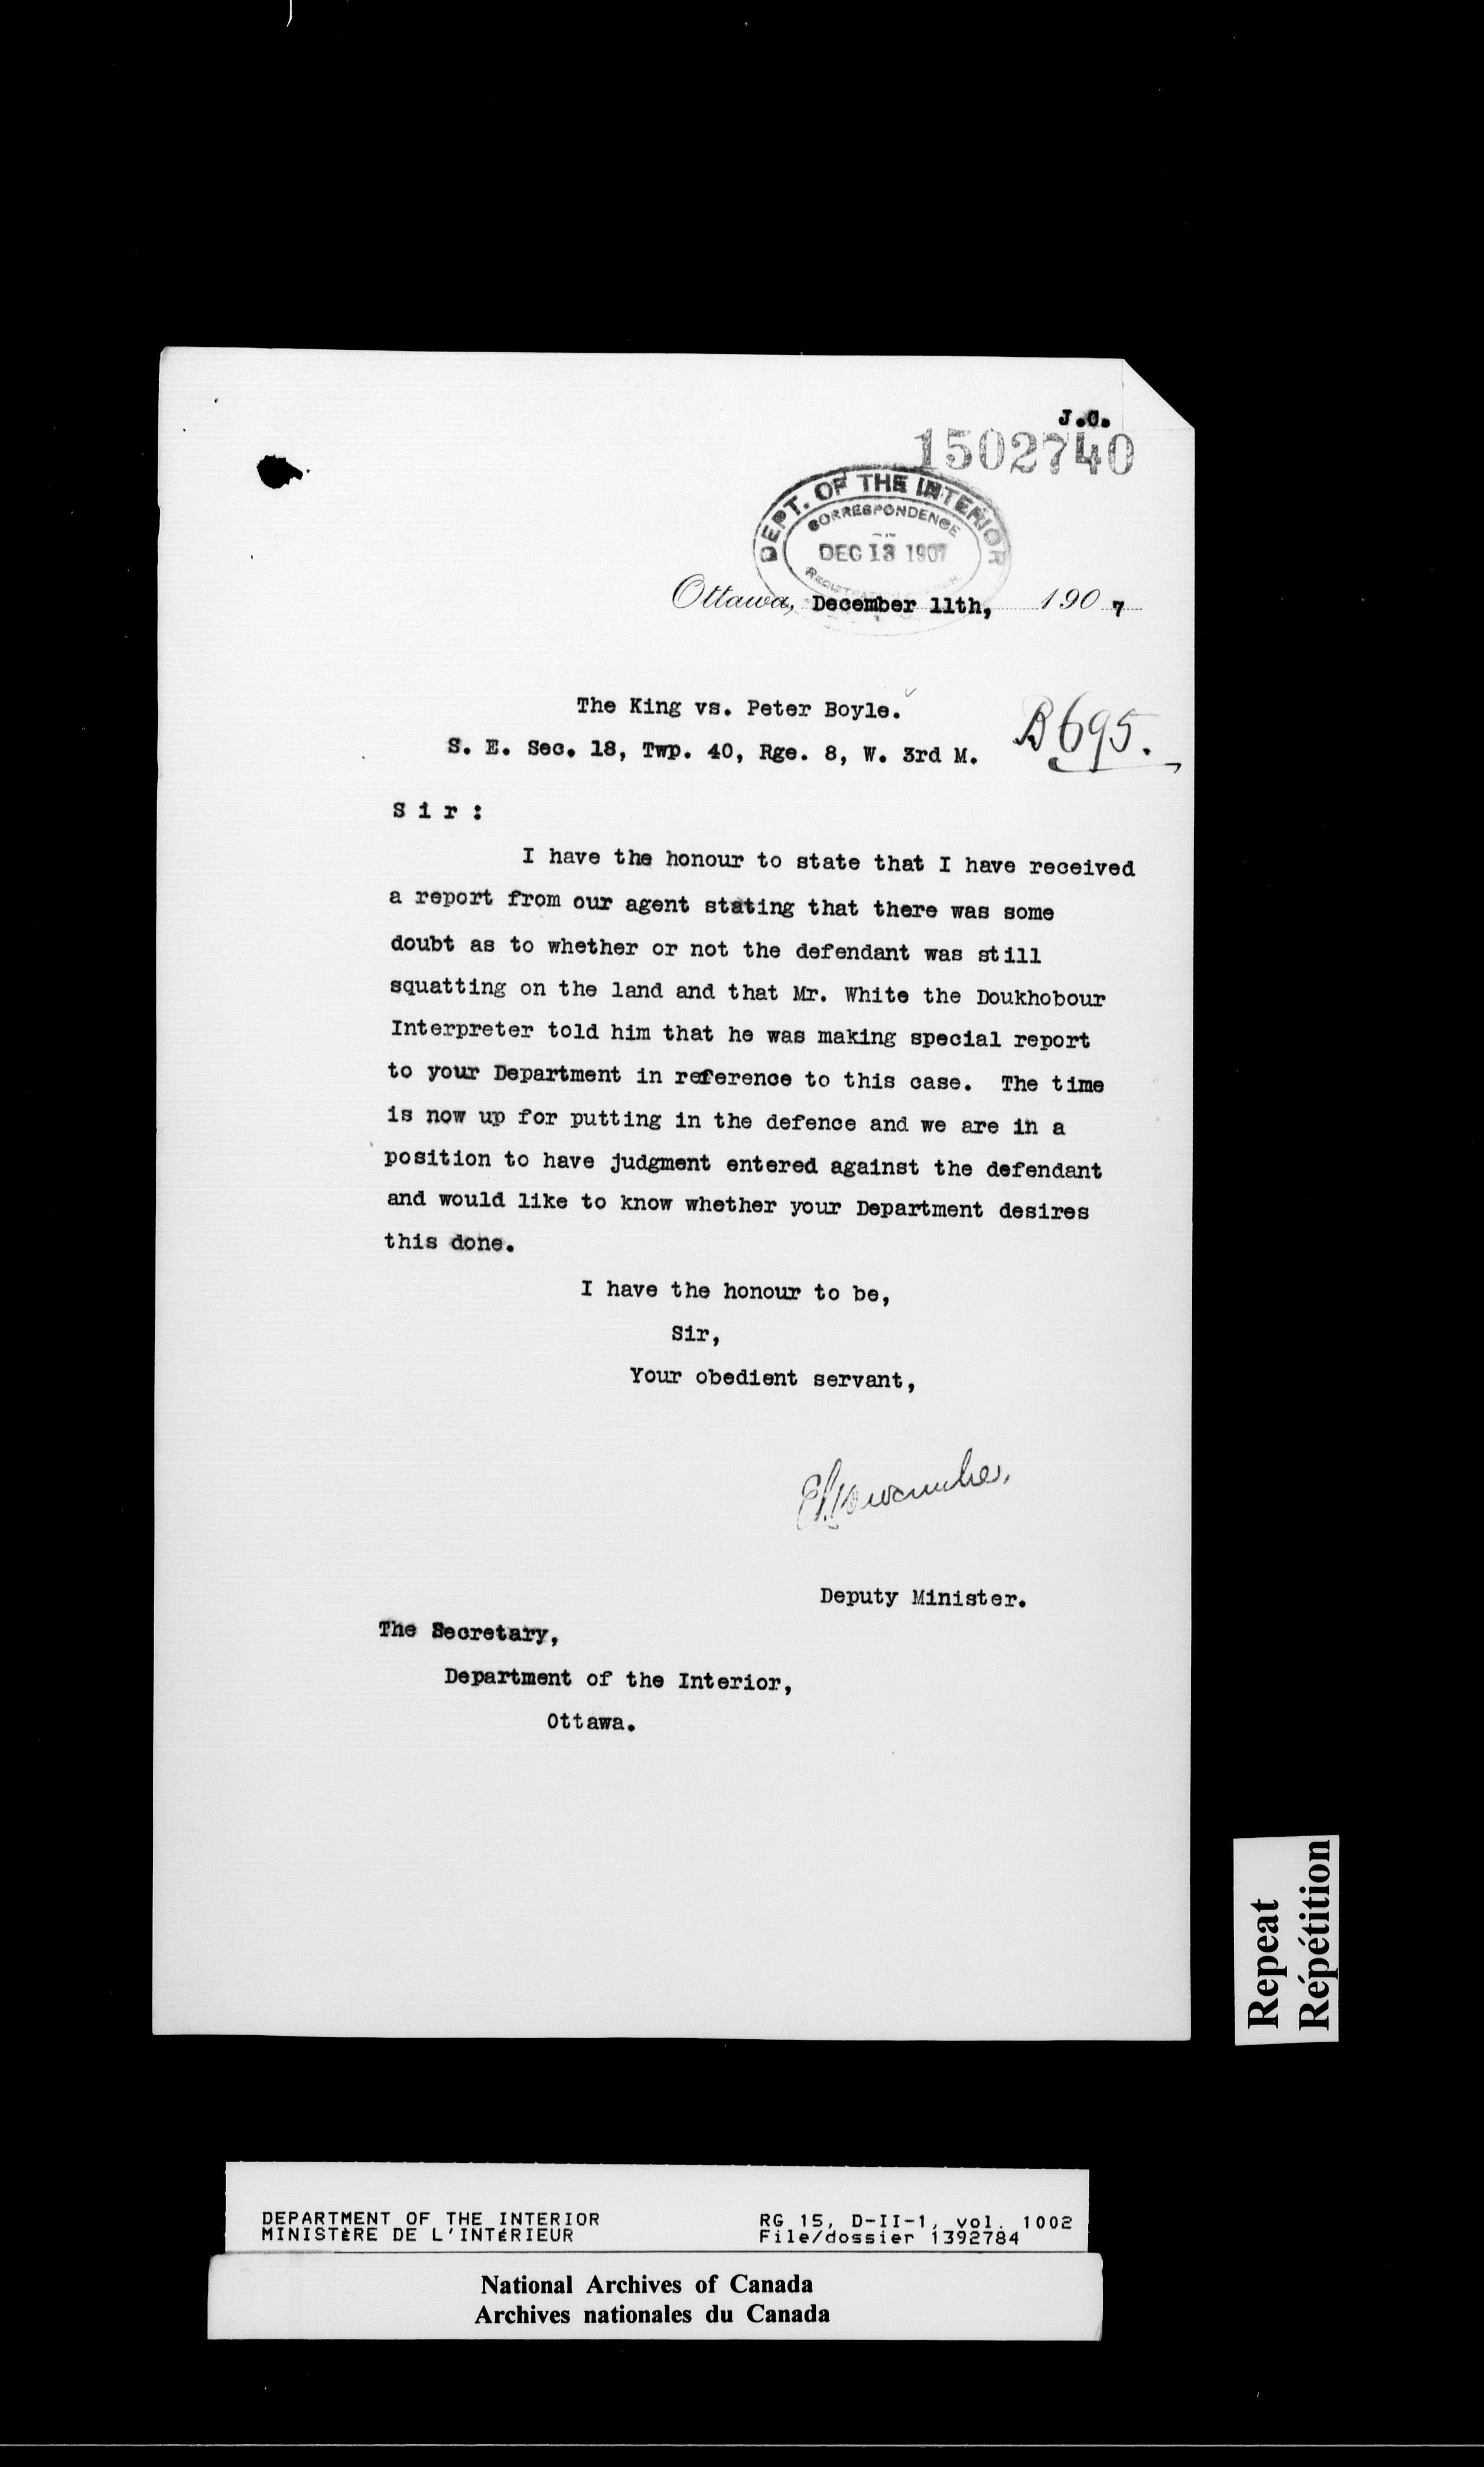 J.C.
1502740
DEPT. OF THE INTERIOR
CORRESPONDENCE
DEC 13 1907
Ottawa, December 11th, 1907
The King vs. Peter Boyle.
B695.
S. E. Sec. 18, Twp. 40, Rge. 8, W. 3rd M.
S i r :
I have the honour to state that I have received
a report from our agent stating that there was some
doubt as to whether or not the defendant was still
squatting on the land and that Mr. White the Doukhobour
Interpreter told him that he was making special report
to your Department in reference to this case. The time
is now up for putting in the defence and we are in a
position to have judgment entered against the defendant
and would like to know whether your Department desires
this done.
I have the honour to be,
Sir,
Your obedient servant,
Deputy Minister.
The Secretary,
Department of the Interior,
Ottawa.
Repeat
Répétition
DEPARTMENT OF THE INTERIOR
MINISTÈRE DE L'INTÉRIEUR
RG 15, D-II-1, vol. 1002
File/dossier 1392784
National Archives of Canada
Archives nationales du Canada